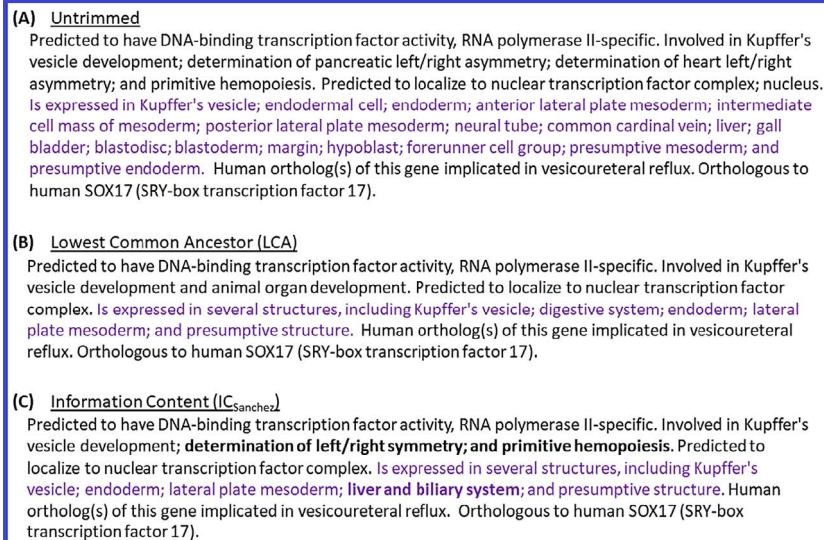 (A) Untrimmed
Predicted to have DNA-binding transcription factor activity, RNA polymerase II-specific. Involved in Kupffer's
vesicle development; determination of pancreatic left/right asymmetry; determination of heart left/right
asymmetry; and primitive hemopoiesis. Predicted to localize to nuclear transcription factor complex; nucleus.
Is expressed in Kupffer's vesicle; endodermal cell; endoderm; anterior lateral plate mesoderm; intermediate
cell mass of mesoderm; posterior lateral plate mesoderm; neural tube; common cardinal vein; liver; gall
bladder; blastodisc; blastoderm; margin; hypoblast; forerunner cell group; presumptive mesoderm; and
presumptive endoderm. Human ortholog(s) of this gene implicated in vesicoureteral reflux. Orthologous to
human SOX17 (SRY-box transcription factor 17).
(B) Lowest Common Ancestor (LCA)
Predicted to have DNA-binding transcription factor activity, RNA polymerase II-specific. Involved in Kupffer's
vesicle development and animal organ development. Predicted to localize to nuclear transcription factor
complex. Is expressed in several structures, including Kupffer's vesicle; digestive system; endoderm; lateral
plate mesoderm; and presumptive structure. Human ortholog(s) of this gene implicated in vesicoureteral
reflux. Orthologous to human SOX17 (SRY-box transcription factor 17).
(C) Information Content (ICSanchez)
Predicted to have DNA-binding transcription factor activity, RNA polymerase II-specific. Involved in Kupffer's
vesicle development; determination of left/right symmetry; and primitive hemopoiesis. Predicted to
localize to nuclear transcription factor complex. Is expressed in several structures, including Kupffer's
vesicle; endoderm; lateral plate mesoderm; liver and biliary system; and presumptive structure. Human
ortholog(s) of this gene implicated in vesicoureteral reflux. Orthologous to human SOX17 (SRY-box
transcription factor 17).